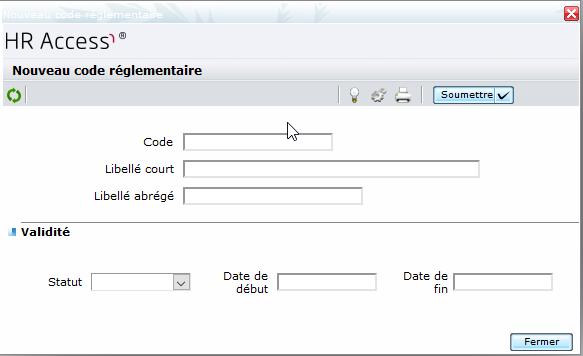 Nouveau code réglementaire
HR Access®
Nouveau code réglementaire
Soumettre
Code
Libellé court
Libellé abrégé
Validité
Statut
Date de
début
Date de
fin
Fermer